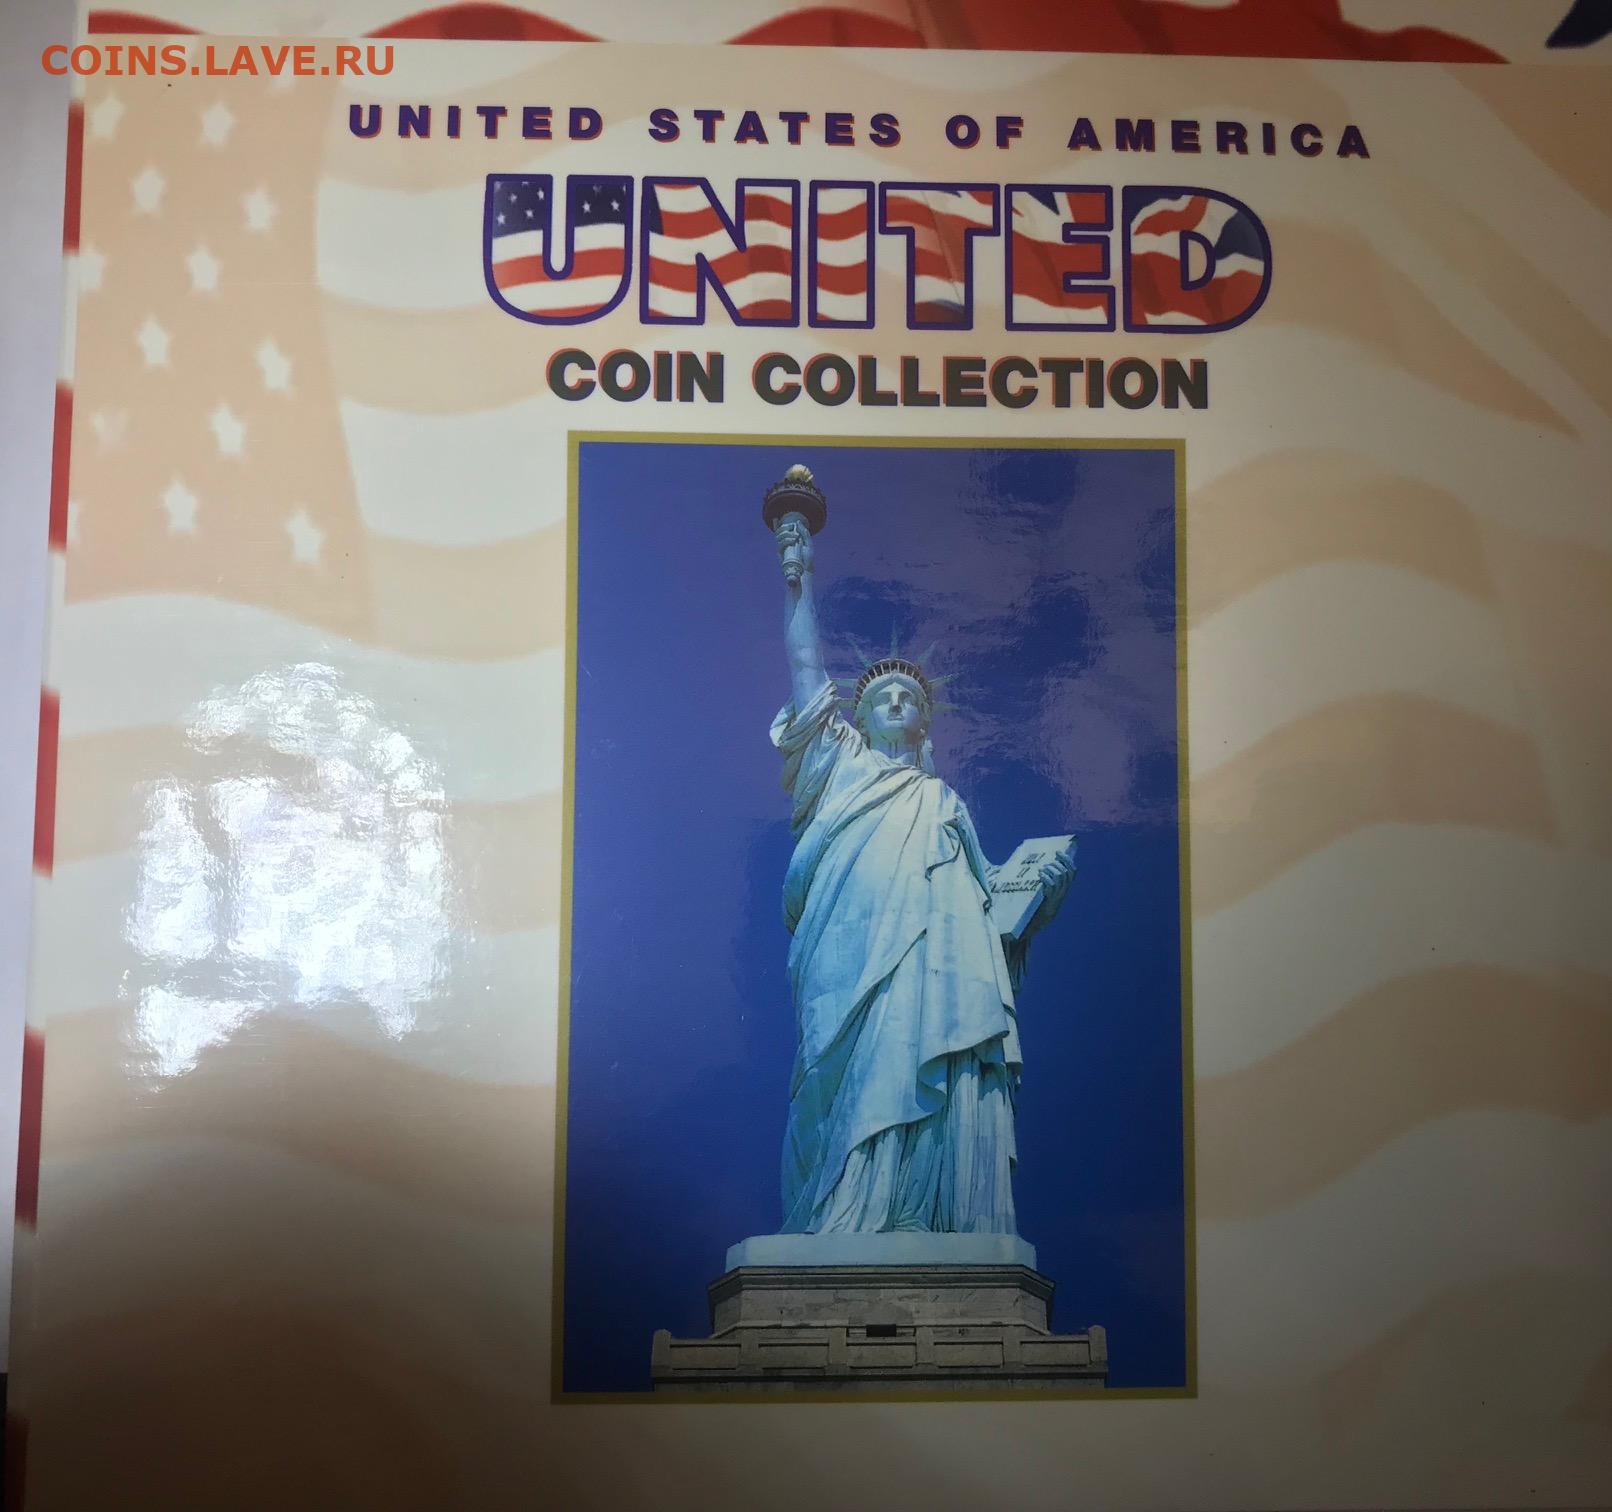 COINS.LAVE.RU
UNITED STATES OF AMERICA
UNITED
COIN COLLECTION